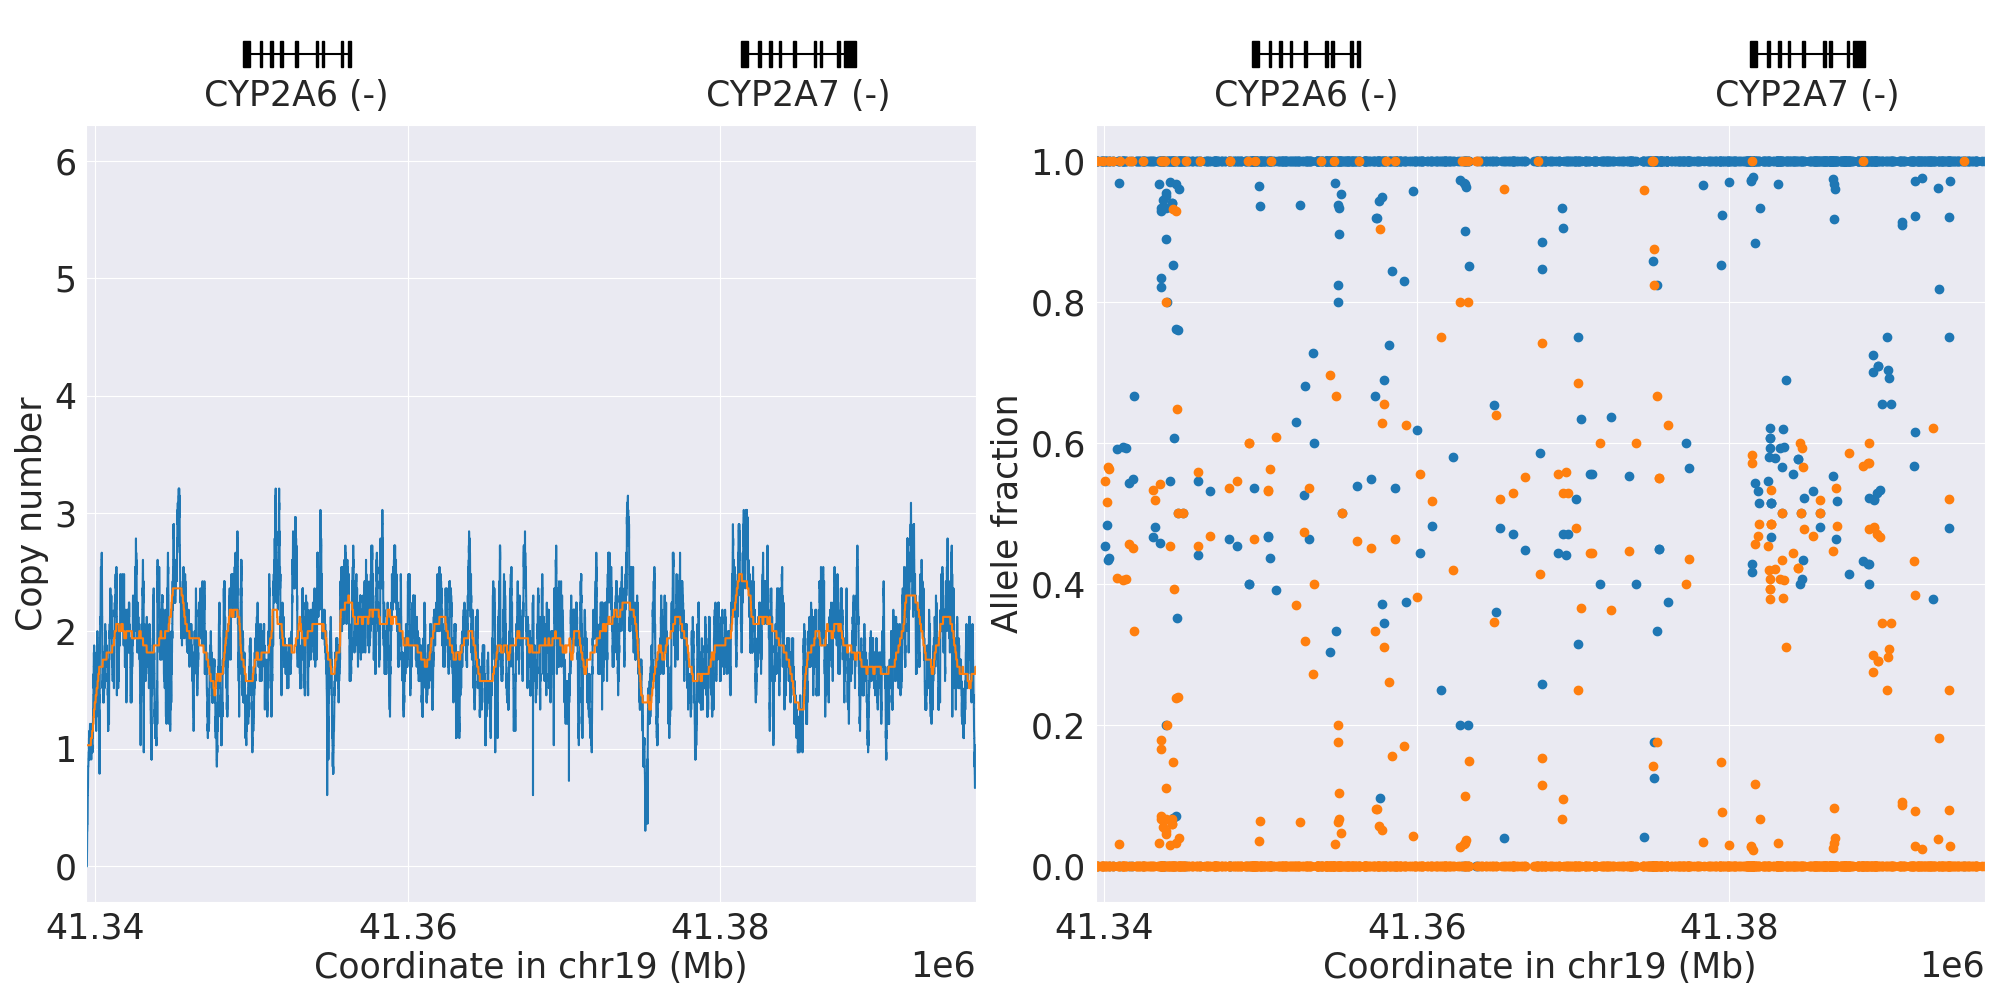 CYP2A6 (-)
CYP2A7 (-)
6
5
4
3
2
1
0
Copy number
41.34
41.36
41.38
Coordinate in chr19 (Mb)
1e6
CYP2A6 (-)
CYP2A7 (-)
1.0
0.8
0.6
0.4
0.2
0.0
Allele fraction
41.34
41.36
41.38
Coordinate in chr19 (Mb)
1e6